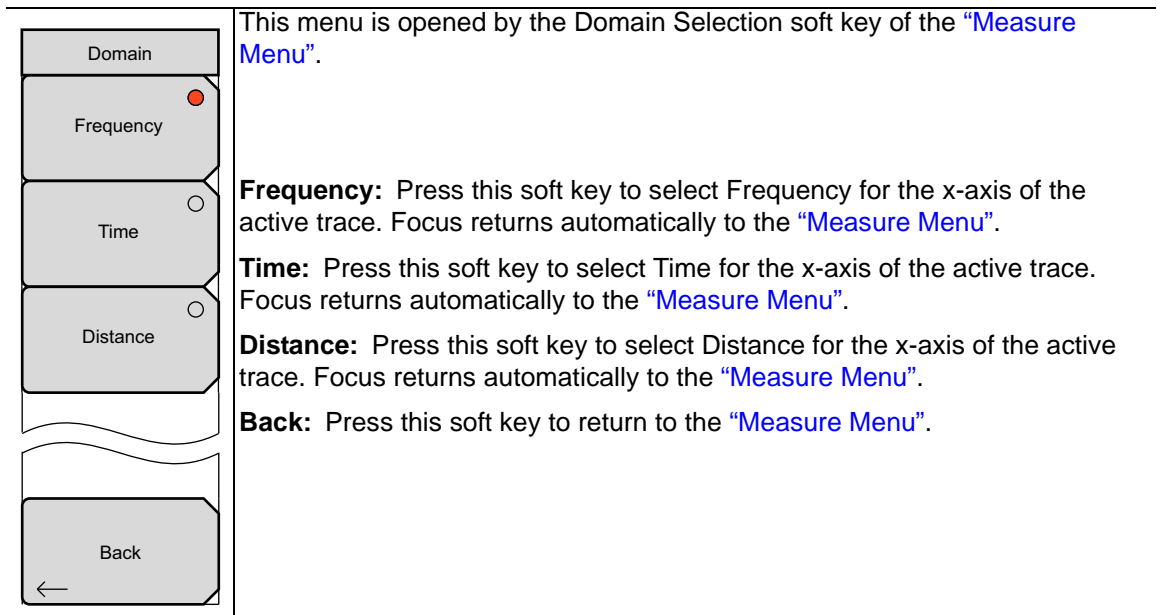 Domain
Frequency
Time
Distance
Back
This menu is opened by the Domain Selection soft key of the “Measure
Menu”.
Frequency: Press this soft key to select Frequency for the x-axis of the
active trace. Focus returns automatically to the “Measure Menu”.
Time: Press this soft key to select Time for the x-axis of the active trace.
Focus returns automatically to the “Measure Menu”.
Distance: Press this soft key to select Distance for the x-axis of the active
trace. Focus returns automatically to the “Measure Menu”.
Back: Press this soft key to return to the “Measure Menu”.